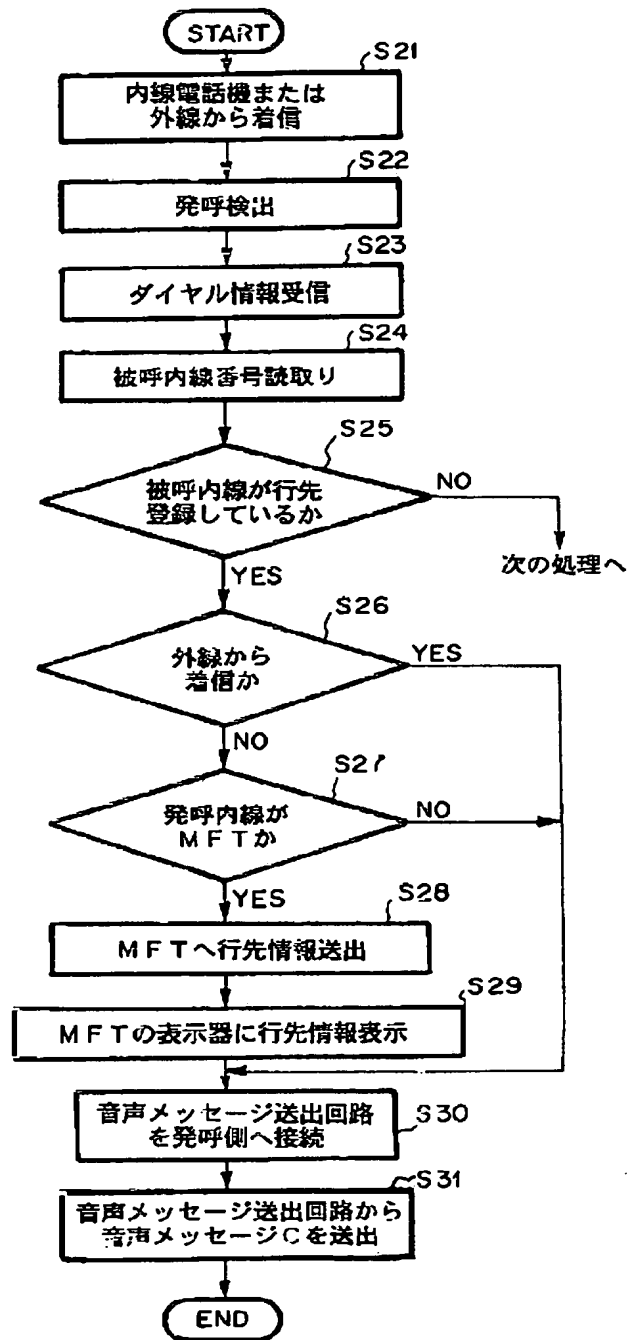 START
S21
内線電話機または
外線から着信
S22
発呼検出
S23
ダイヤル情報受信
S24
被呼内線番号読取り
S25
被呼内線が行先
登録しているか
NO
次の処理へ
YES
S26
外線から
着信か
YES
NO
S27
発呼内線が
MFTか
NO
YES
S28
MFTへ行先情報送出
S29
MFTの表示器に行先情報表示
S30
音声メッセージ送出回路
を発呼側へ接続
S31
音声メッセージ送出回路から
音声メッセージCを送出
END